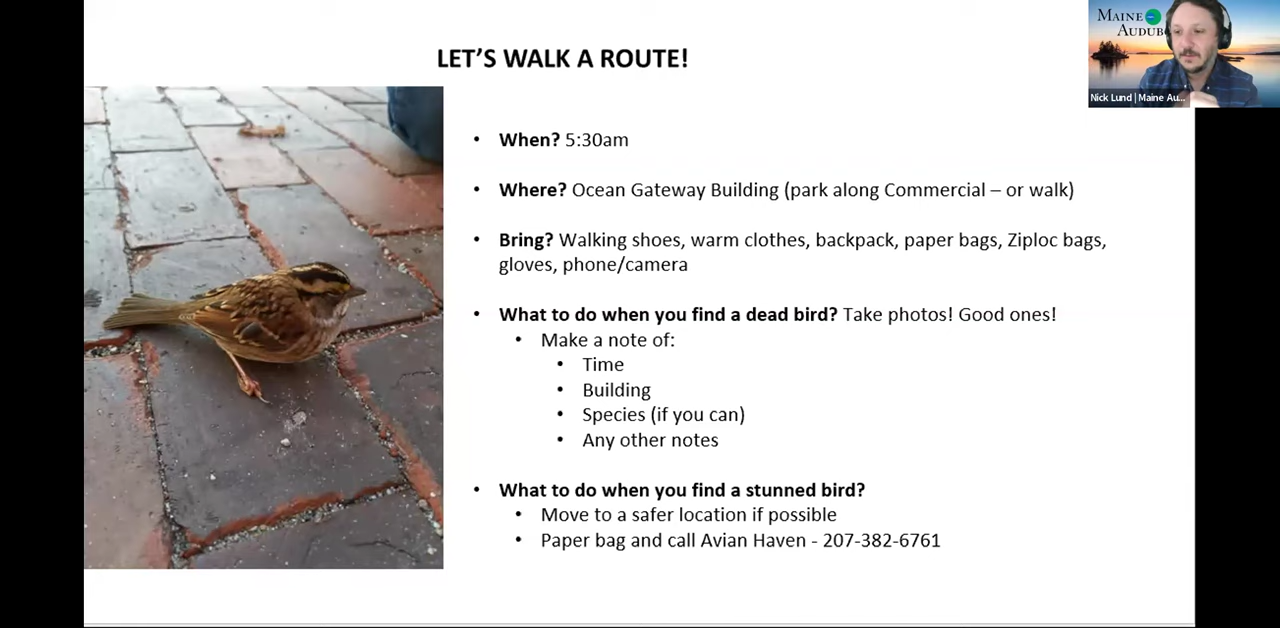 MAINE
AUDUB
LET'S WALK A ROUTE!
Nick Lund | Maine Au...
• When? 5:30am
• Where? Ocean Gateway Building (park along Commercial – or walk)
• Bring? Walking shoes, warm clothes, backpack, paper bags, Ziploc bags,
gloves, phone/camera
• What to do when you find a dead bird? Take photos! Good ones!
• Make a note of:
• Time
• Building
• Species (if you can)
• Any other notes
• What to do when you find a stunned bird?
• Move to a safer location if possible
• Paper bag and call Avian Haven - 207-382-6761